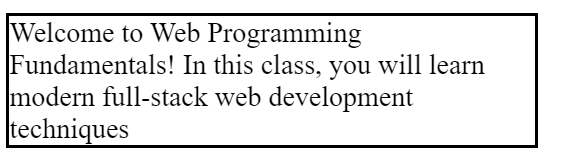 Welcome to Web Programming
Fundamentals! In this class, you will learn
modern full-stack web development
techniques